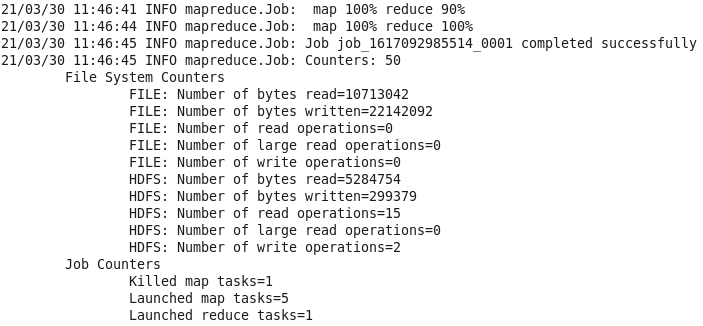 21/03/30 11:46:41 INFO mapreduce.Job:  map 100% reduce 90%
21/03/30 11:46:44 INFO mapreduce.Job:  map 100% reduce 100%
21/03/30 11:46:45 INFO mapreduce.Job: Job job_1617092985514_0001 completed successfully
21/03/30 11:46:45 INFO mapreduce.Job: Counters: 50
        File System Counters
                FILE: Number of bytes read=10713042
                FILE: Number of bytes written=22142092
                FILE: Number of read operations=0
                FILE: Number of large read operations=0
                FILE: Number of write operations=0
                HDFS: Number of bytes read=5284754
                HDFS: Number of bytes written=299379
                HDFS: Number of read operations=15
                HDFS: Number of large read operations=0
                HDFS: Number of write operations=2
        Job Counters
                Killed map tasks=1
                Launched map tasks=5
                Launched reduce tasks=1